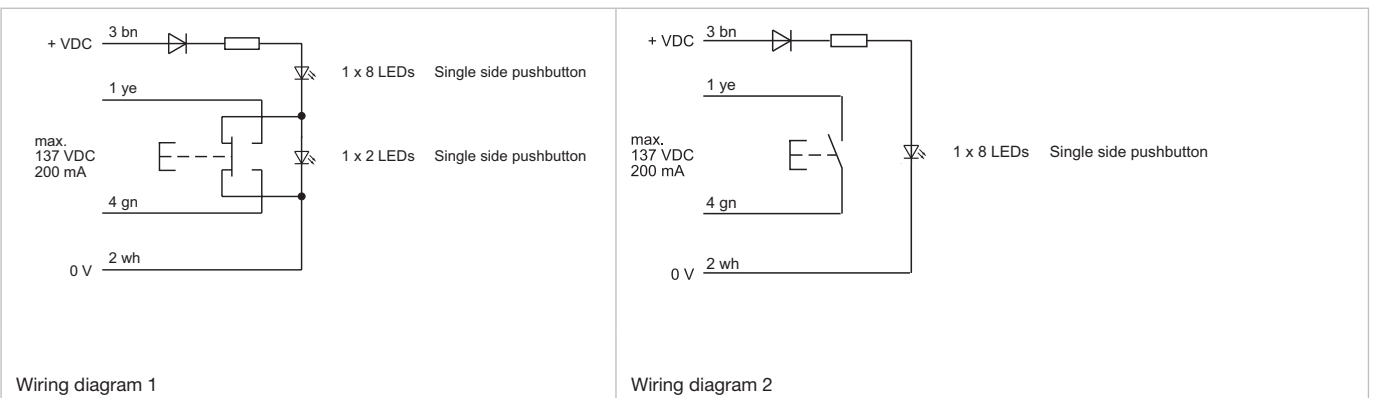 + VDC 3 bn
1 x 8 LEDs Single side pushbutton
1 ye
max.
137 VDC
200 mA
1 x 2 LEDs Single side pushbutton
4 gn
0 V 2 wh
Wiring diagram 1
+ VDC 3 bn
1 ye
max.
137 VDC
200 mA
1 x 8 LEDs Single side pushbutton
4 gn
0 V 2 wh
Wiring diagram 2